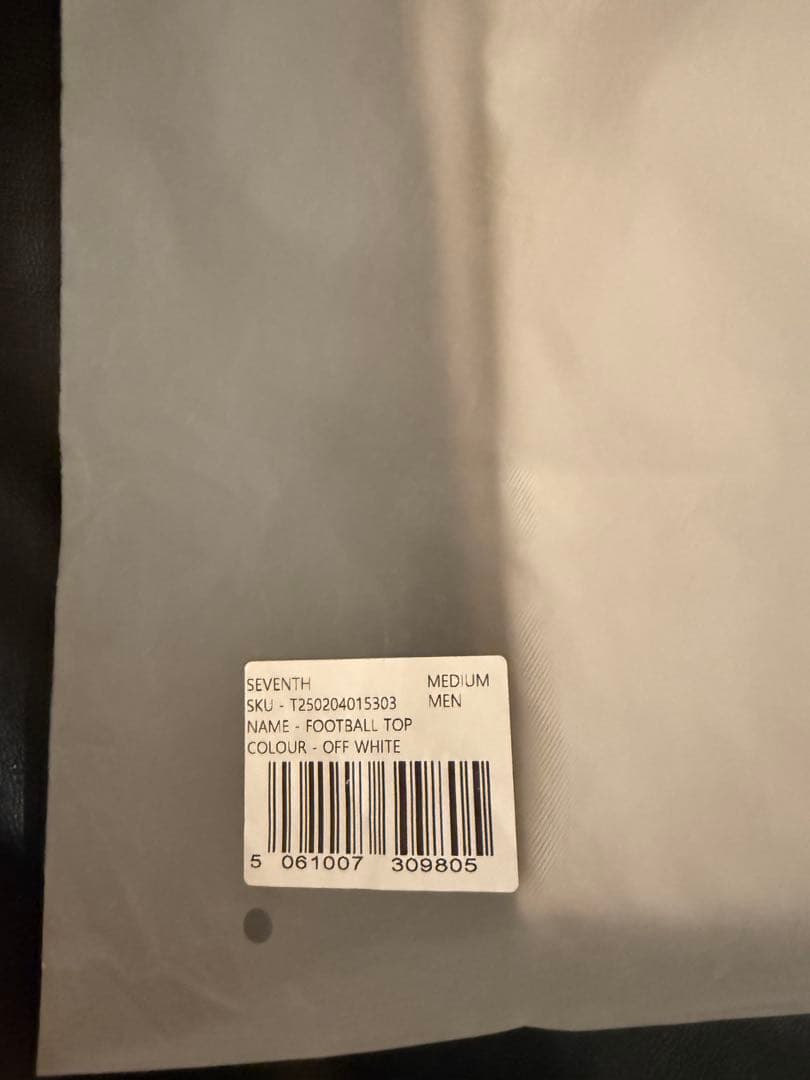 SEVENTH MEDIUM
SKU - T250204015303 MEN
NAME - FOOTBALL TOP
COLOUR - OFF WHITE
5 061007 309805